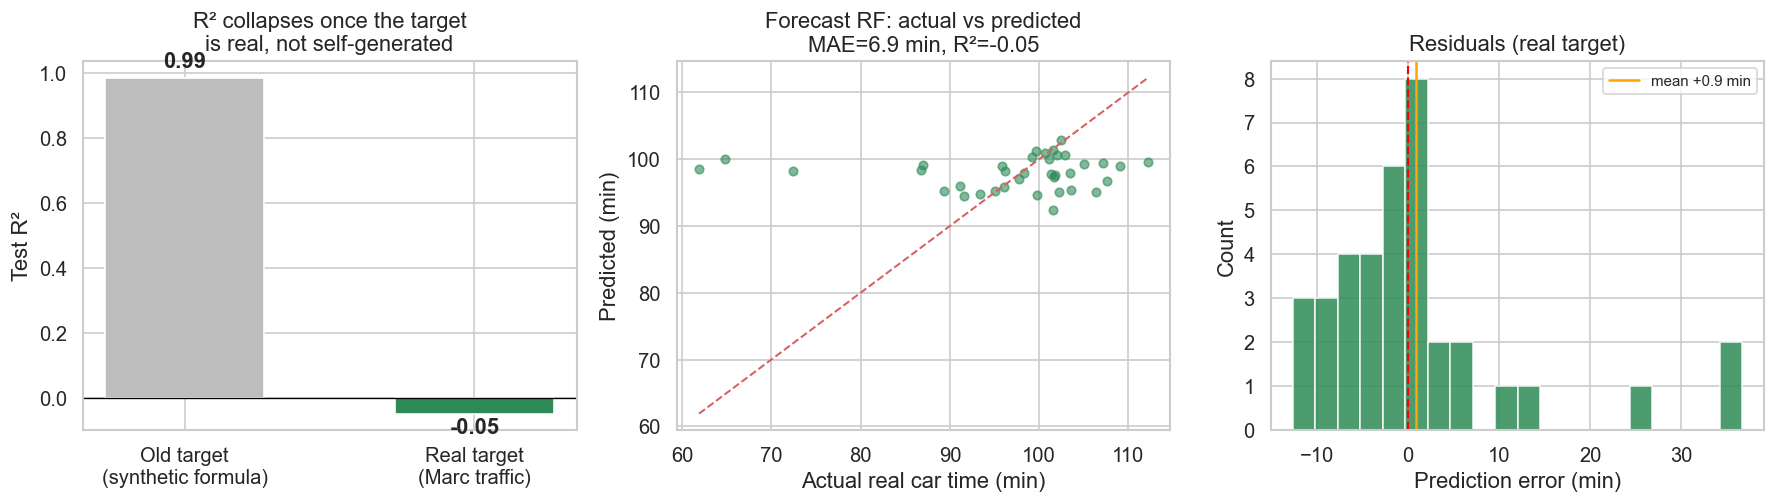 R² collapses once the target
is real, not self-generated
0.99
1.0
0.8
0.6
0.4
0.2
0.0
-0.05
Test R²
Old target
(synthetic formula)
Real target
(Marc traffic)
Forecast RF: actual vs predicted
MAE=6.9 min, R²=-0.05
110
100
90
80
70
60
Predicted (min)
60 70 80 90 100 110
Actual real car time (min)
Residuals (real target)
mean +0.9 min
8
7
6
5
4
3
2
1
0
Count
−10 0 10 20 30
Prediction error (min)